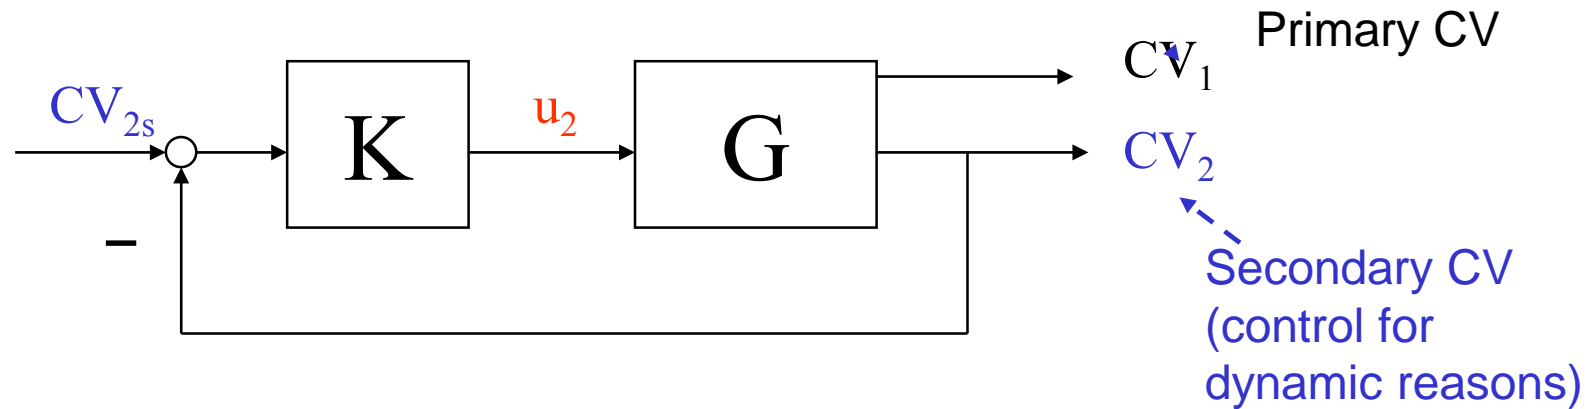 Primary CV
CV₁
CV₂ₛ
K
u₂
G
CV₂
−
Secondary CV
(control for
dynamic reasons)